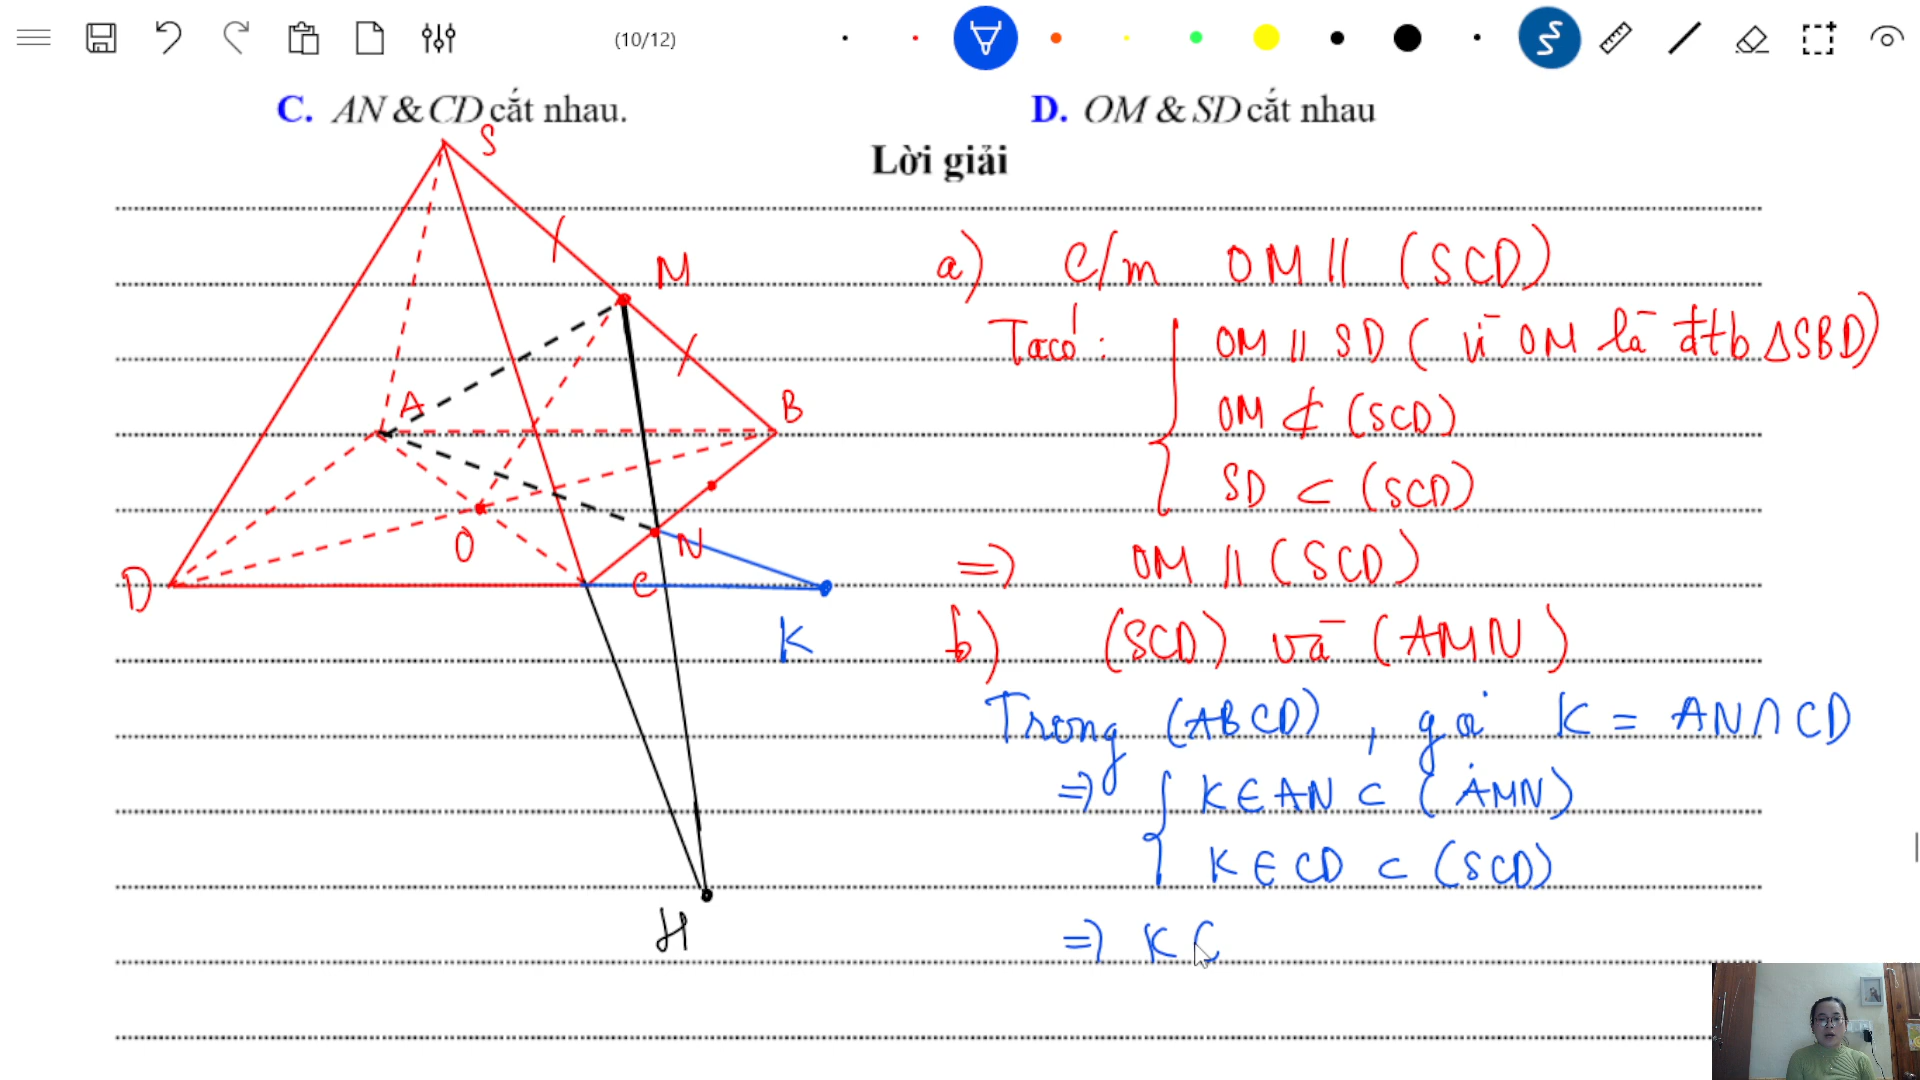 (10/12)
C. AN & CD cắt nhau.
D. OM & SD cắt nhau
Lời giải
S
M
A
B
O
N
D
C
K
H
a) C/m OM // (SCD)
Ta có: OM // SD (vì OM là đtb ΔSBD)
OM ⊄ (SCD)
SD ⊂ (SCD)
=> OM // (SCD)
b) (SCD) và (AMN)
Trong (ABCD), gọi K = AN ∩ CD
=> K ∈ AN ⊂ (AMN)
K ∈ CD ⊂ (SCD)
=> K